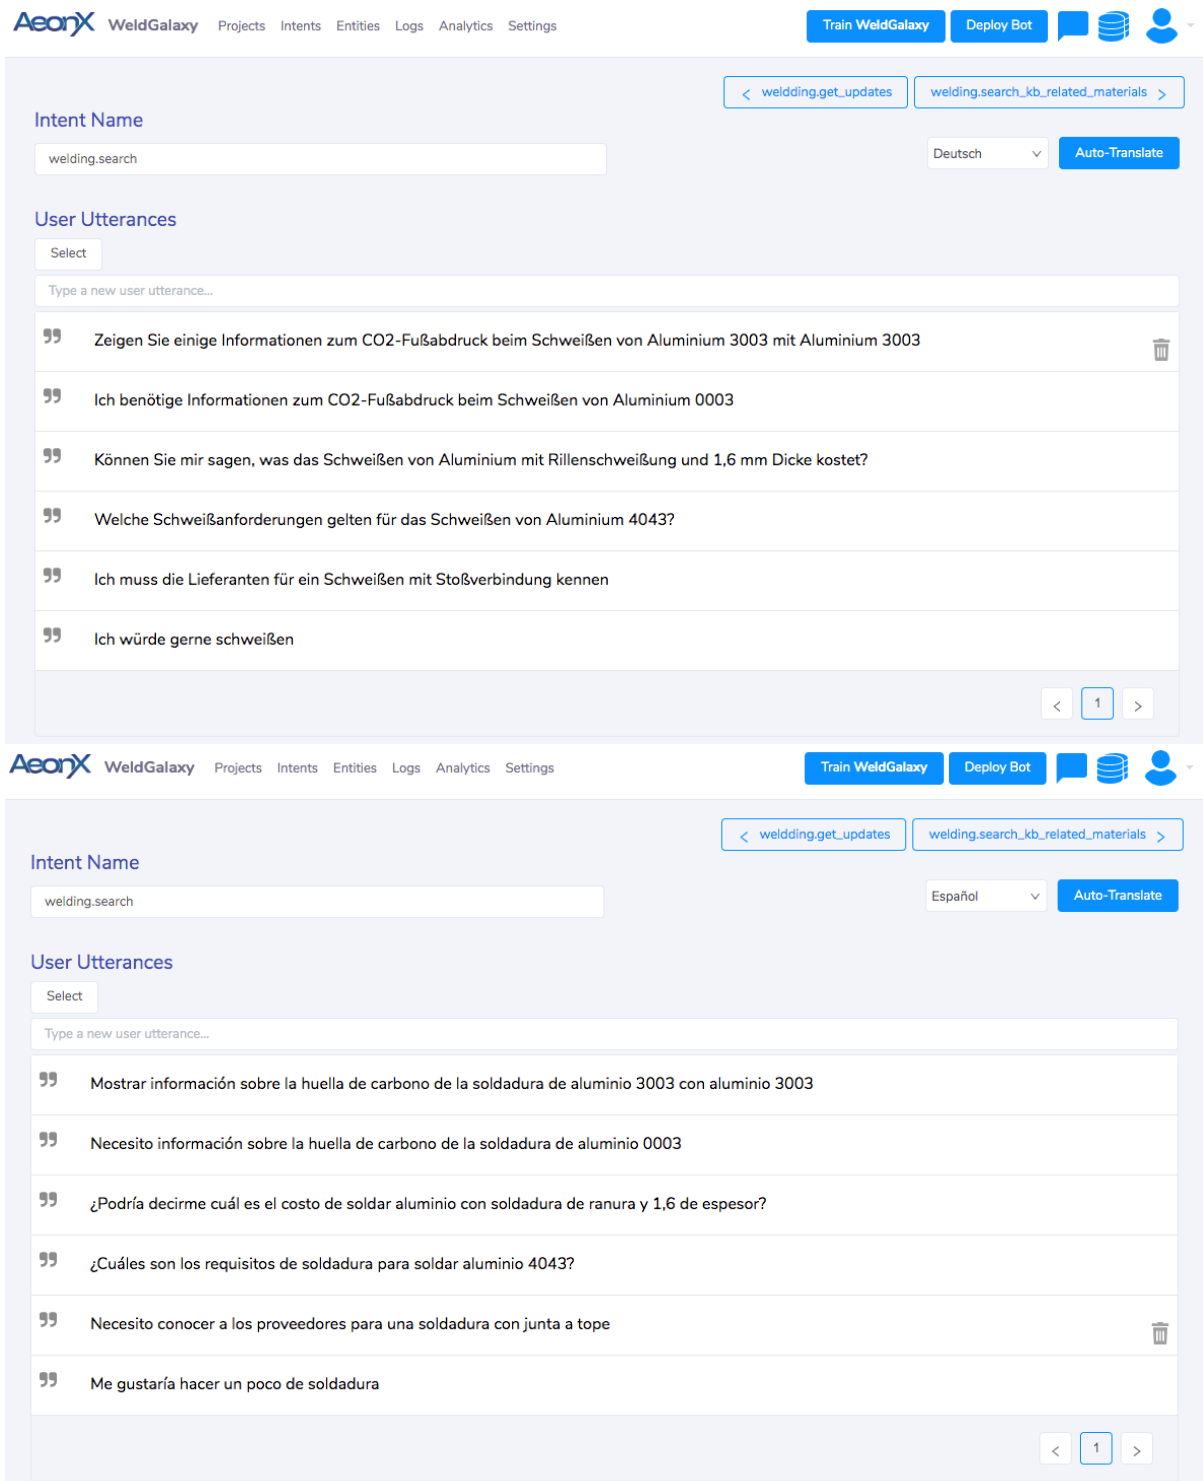 AeonX WeldGalaxy Projects Intents Entities Logs Analytics Settings Train WeldGalaxy Deploy Bot
< weldding.get_updates welding.search_kb_related_materials >
Intent Name
welding.search Deutsch Auto-Translate
User Utterances
Select
Type a new user utterance...
Zeigen Sie einige Informationen zum CO2-Fußabdruck beim Schweißen von Aluminium 3003 mit Aluminium 3003
Ich benötige Informationen zum CO2-Fußabdruck beim Schweißen von Aluminium 0003
Können Sie mir sagen, was das Schweißen von Aluminium mit Rillenschweißung und 1,6 mm Dicke kostet?
Welche Schweißanforderungen gelten für das Schweißen von Aluminium 4043?
Ich muss die Lieferanten für ein Schweißen mit Stoßverbindung kennen
Ich würde gerne schweißen
< 1 >
AeonX WeldGalaxy Projects Intents Entities Logs Analytics Settings Train WeldGalaxy Deploy Bot
< weldding.get_updates welding.search_kb_related_materials >
Intent Name
welding.search Español Auto-Translate
User Utterances
Select
Type a new user utterance...
Mostrar información sobre la huella de carbono de la soldadura de aluminio 3003 con aluminio 3003
Necesito información sobre la huella de carbono de la soldadura de aluminio 0003
¿Podría decirme cuál es el costo de soldar aluminio con soldadura de ranura y 1,6 de espesor?
¿Cuáles son los requisitos de soldadura para soldar aluminio 4043?
Necesito conocer a los proveedores para una soldadura con junta a tope
Me gustaría hacer un poco de soldadura
< 1 >